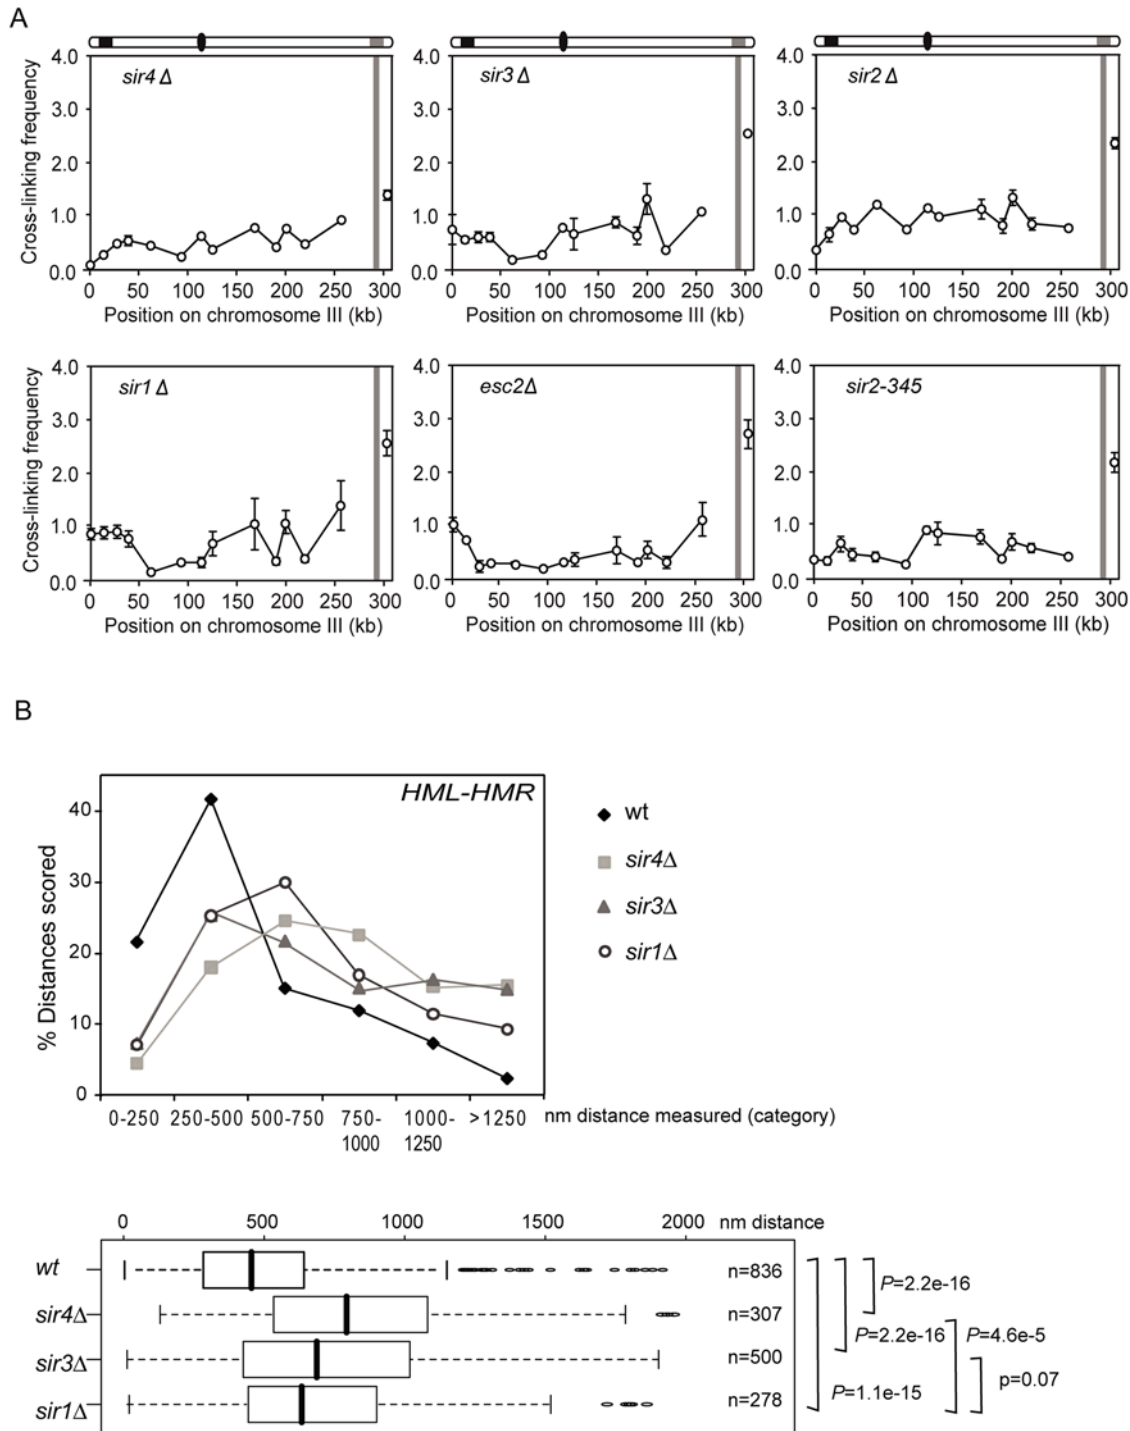 A
sir4 Δ
sir3 Δ
sir2 Δ
4.0
3.0
2.0
1.0
0.0
Cross-linking frequency
4.0
3.0
2.0
1.0
0.0
4.0
3.0
2.0
1.0
0.0
0 50 100 150 200 250 300
0 50 100 150 200 250 300
0 50 100 150 200 250 300
Position on chromosome III (kb)
Position on chromosome III (kb)
Position on chromosome III (kb)
sir1 Δ
esc2Δ
sir2-345
4.0
3.0
2.0
1.0
0.0
Cross-linking frequency
4.0
3.0
2.0
1.0
0.0
4.0
3.0
2.0
1.0
0.0
0 50 100 150 200 250 300
0 50 100 150 200 250 300
0 50 100 150 200 250 300
Position on chromosome III (kb)
Position on chromosome III (kb)
Position on chromosome III (kb)
B
HML-HMR
40
30
20
10
0
% Distances scored
wt
sir4Δ
sir3Δ
sir1Δ
0-250 250-500 500-750 750-1000 1000-1250 >1250 nm distance measured (category)
0 500 1000 1500 2000 nm distance
wt n=836
sir4Δ n=307
sir3Δ n=500
sir1Δ n=278
P=2.2e-16
P=2.2e-16
P=4.6e-5
P=1.1e-15
p=0.07